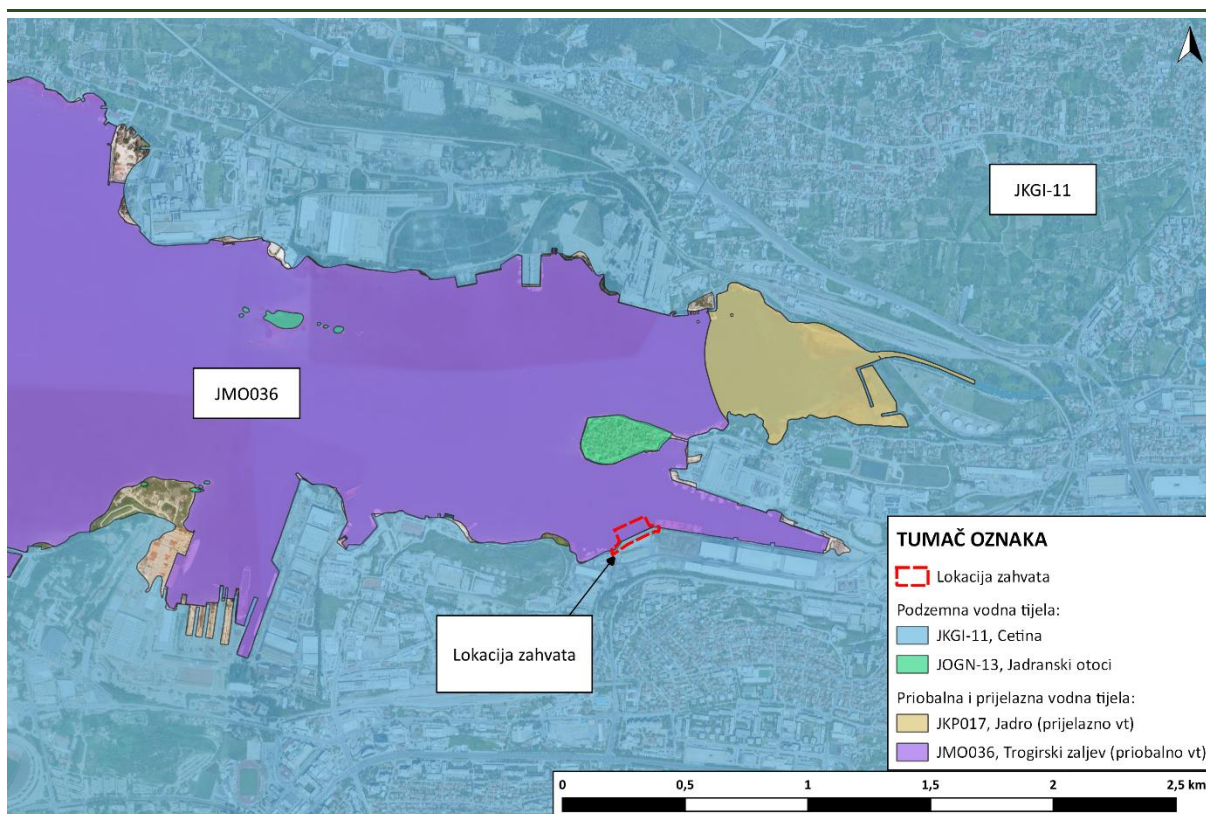 JKGI-11
JMO036
Lokacija zahvata
TUMAČ OZNAKA
Lokacija zahvata
Podzemna vodna tijela:
JKGI-11, Cetina
JOGN-13, Jadranski otoci
Priobalna i prijelazna vodna tijela:
JKP017, Jadro (prijelazno vt)
JMO036, Trogirski zaljev (priobalno vt)
0 0,5 1 1,5 2 2,5 km